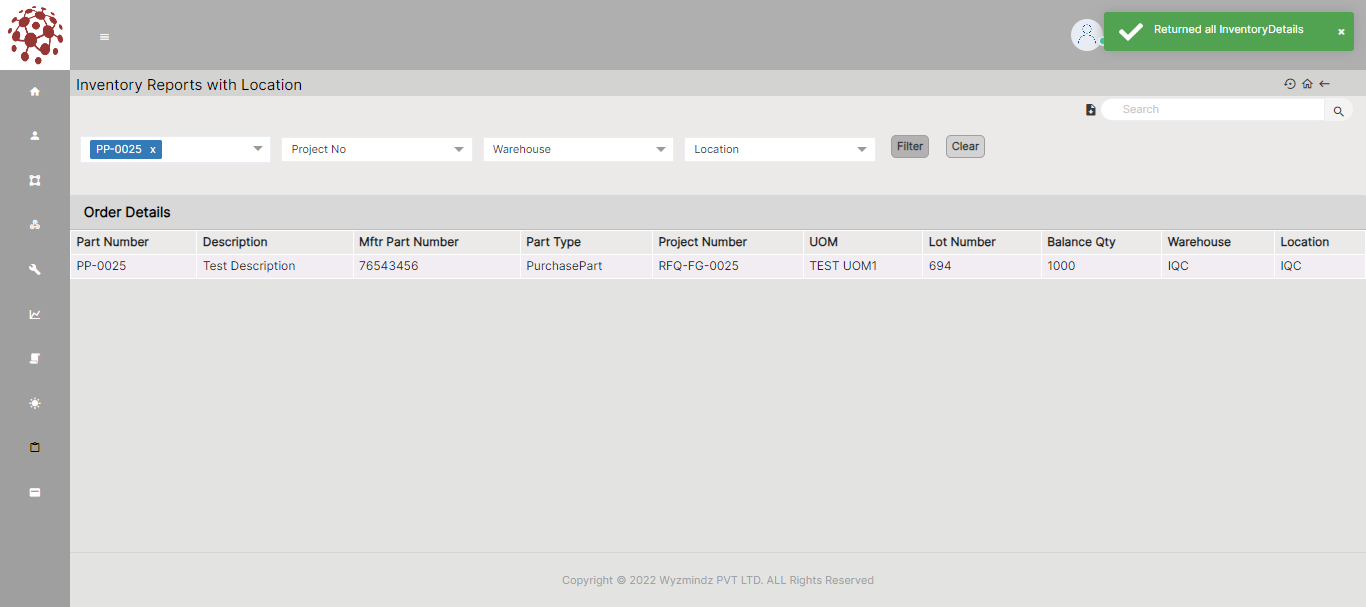 Returned all InventoryDetails ×
Inventory Reports with Location
Search
PP-0025 x Project No Warehouse Location Filter Clear
Order Details
Part Number Description Mftr Part Number Part Type Project Number UOM Lot Number Balance Qty Warehouse Location
PP-0025 Test Description 76543456 PurchasePart RFQ-FG-0025 TEST UOM1 694 1000 IQC IQC
Copyright © 2022 Wyzmindz PVT LTD. ALL Rights Reserved